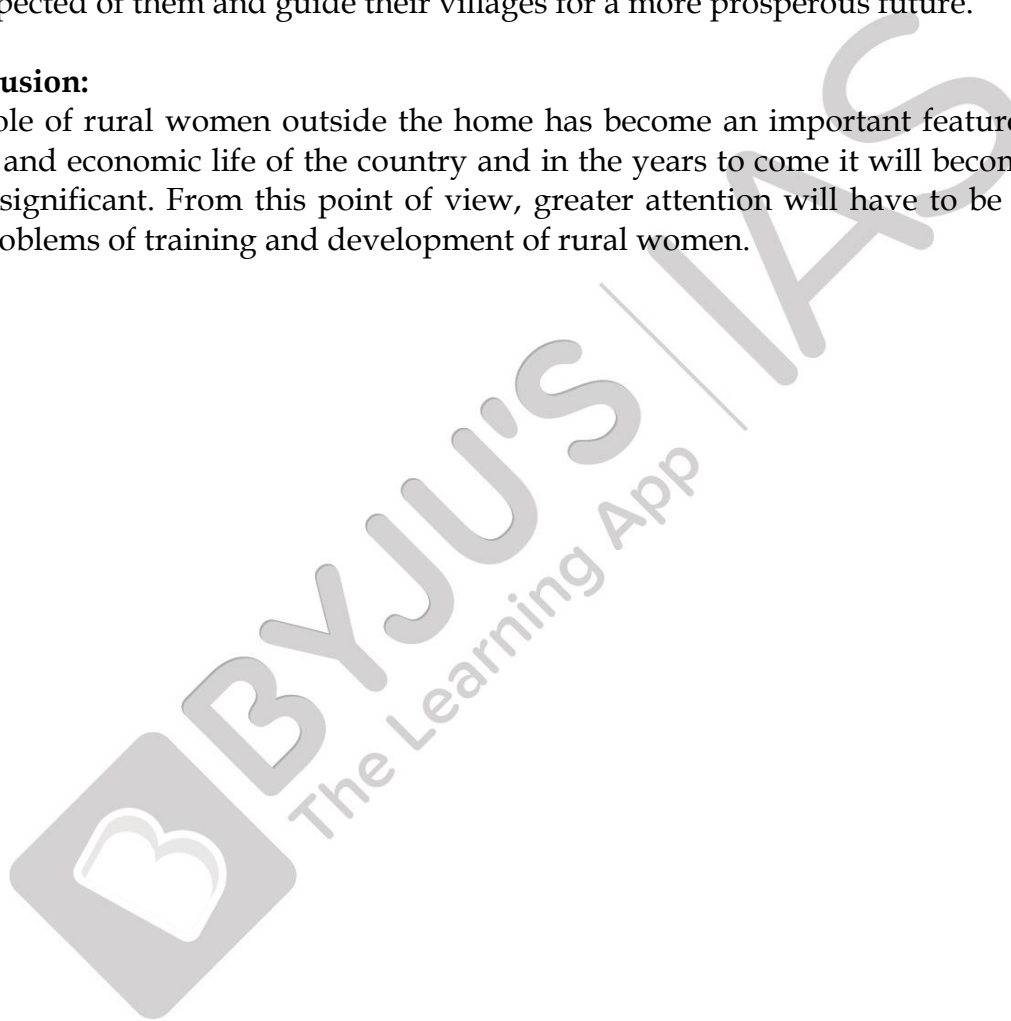 pected of them and guide their villages for a more prosperous future.
usion:
ole of rural women outside the home has become an important feature
and economic life of the country and in the years to come it will becom
significant. From this point of view, greater attention will have to be
oblems of training and development of rural women.
BYJU'S | IAS
The Learning App